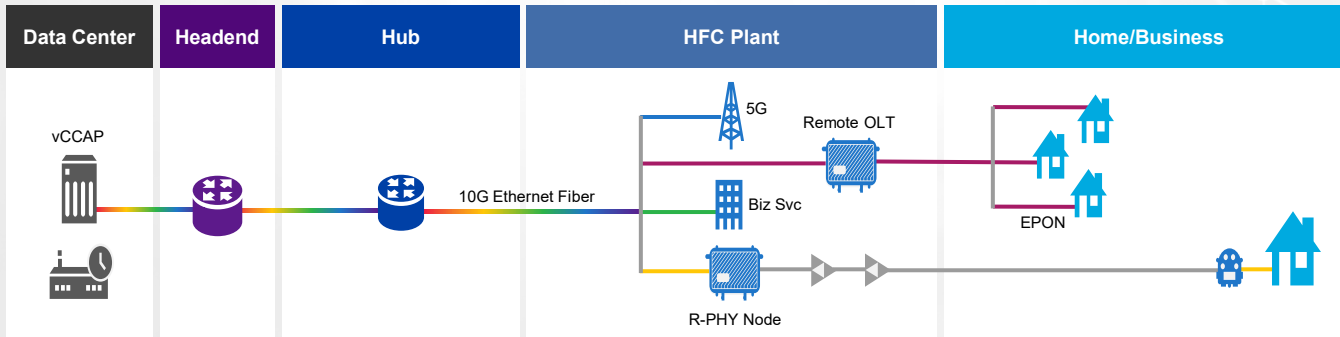 Data Center
Headend
Hub
HFC Plant
Home/Business
vCCAP
5G
Remote OLT
10G Ethernet Fiber
Biz Svc
EPON
R-PHY Node